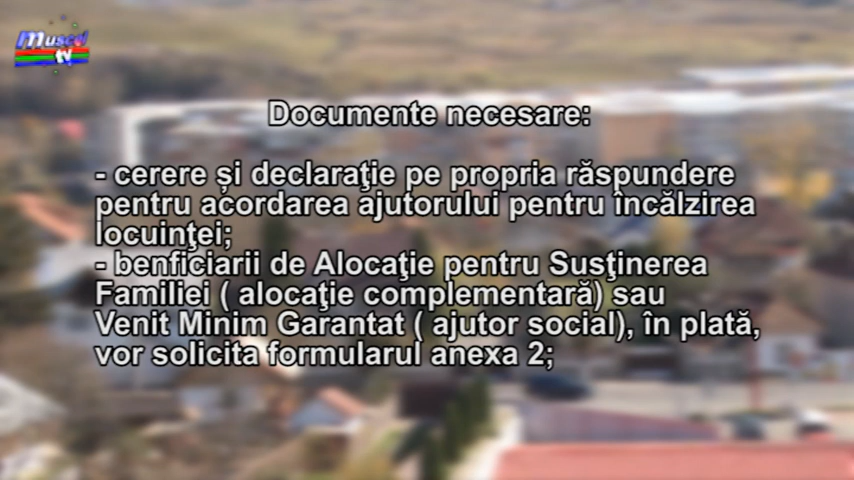 Muscel
tv
Documente necesare:
- cerere și declaraţie pe propria răspundere
pentru acordarea ajutorului pentru încălzirea
locuinţei;
- benficiarii de Alocaţie pentru Susţinerea
Familiei ( alocaţie complementară) sau
Venit Minim Garantat ( ajutor social), în plată,
vor solicita formularul anexa 2;